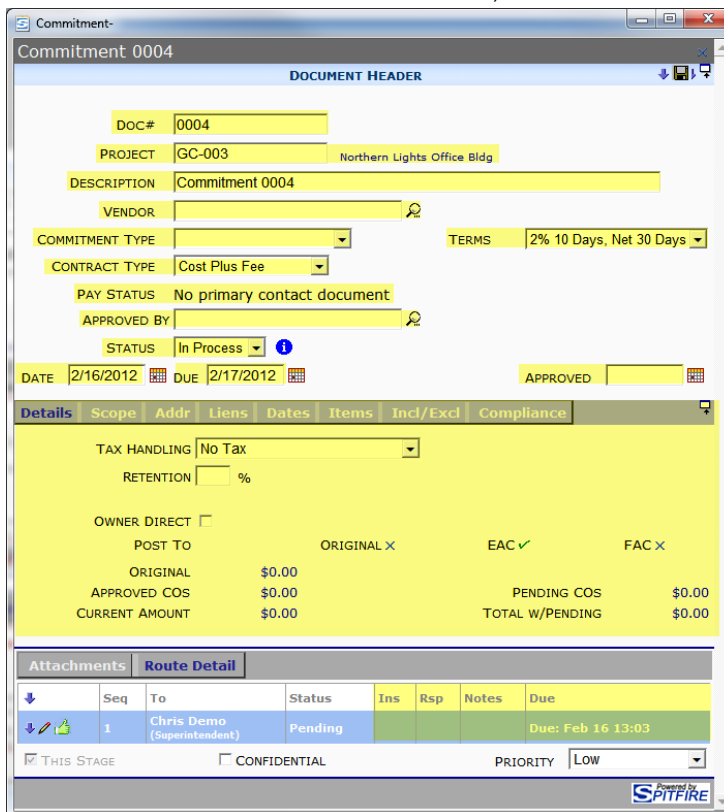 Commitment-
Commitment 0004
DOCUMENT HEADER
DOC# 0004
PROJECT GC-003 Northern Lights Office Bldg
DESCRIPTION Commitment 0004
VENDOR
COMMITMENT TYPE TERMS 2% 10 Days, Net 30 Days
CONTRACT TYPE Cost Plus Fee
PAY STATUS No primary contact document
APPROVED BY
STATUS In Process
DATE 2/16/2012 DUE 2/17/2012 APPROVED
Details Scope Addr Liens Dates Items Incl/Excl Compliance
TAX HANDLING No Tax
RETENTION %
OWNER DIRECT
POST TO ORIGINAL EAC FAC
ORIGINAL $0.00
APPROVED COS $0.00 PENDING COS $0.00
CURRENT AMOUNT $0.00 TOTAL W/PENDING $0.00
Attachments Route Detail
Seq To Status Ins Rsp Notes Due
1 Chris Demo Pending Due: Feb 16 13:03
(Superintendent)
THIS STAGE CONFIDENTIAL PRIORITY Low
Powered by
SPITFIRE